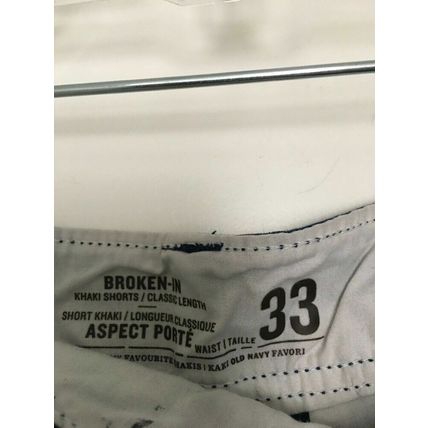 BROKEN-IN
KHAKI SHORTS / CLASSIC LENGTH
SHORT KHAKI / LONGUEUR CLASSIQUE
ASPECT PORTÉ
WAIST | TAILLE
33
FAVOURITE KHAKIS | KAKI OLD NAVY FAVORI